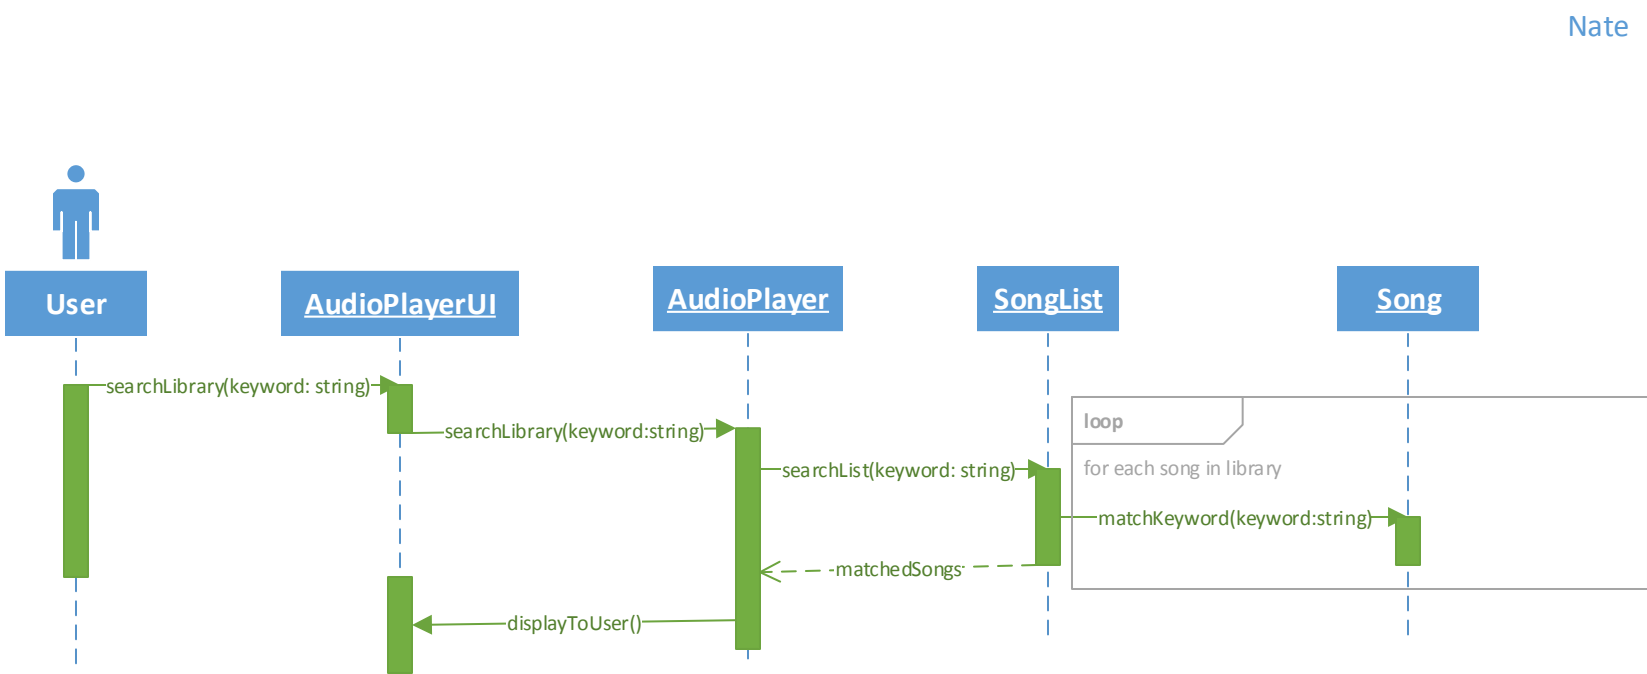 Nate
User
AudioPlayerUI
AudioPlayer
SongList
Song
searchLibrary(keyword: string)
searchLibrary(keyword:string)
loop
searchList(keyword: string)
for each song in library
matchKeyword(keyword:string)
matchedSongs
displayToUser()